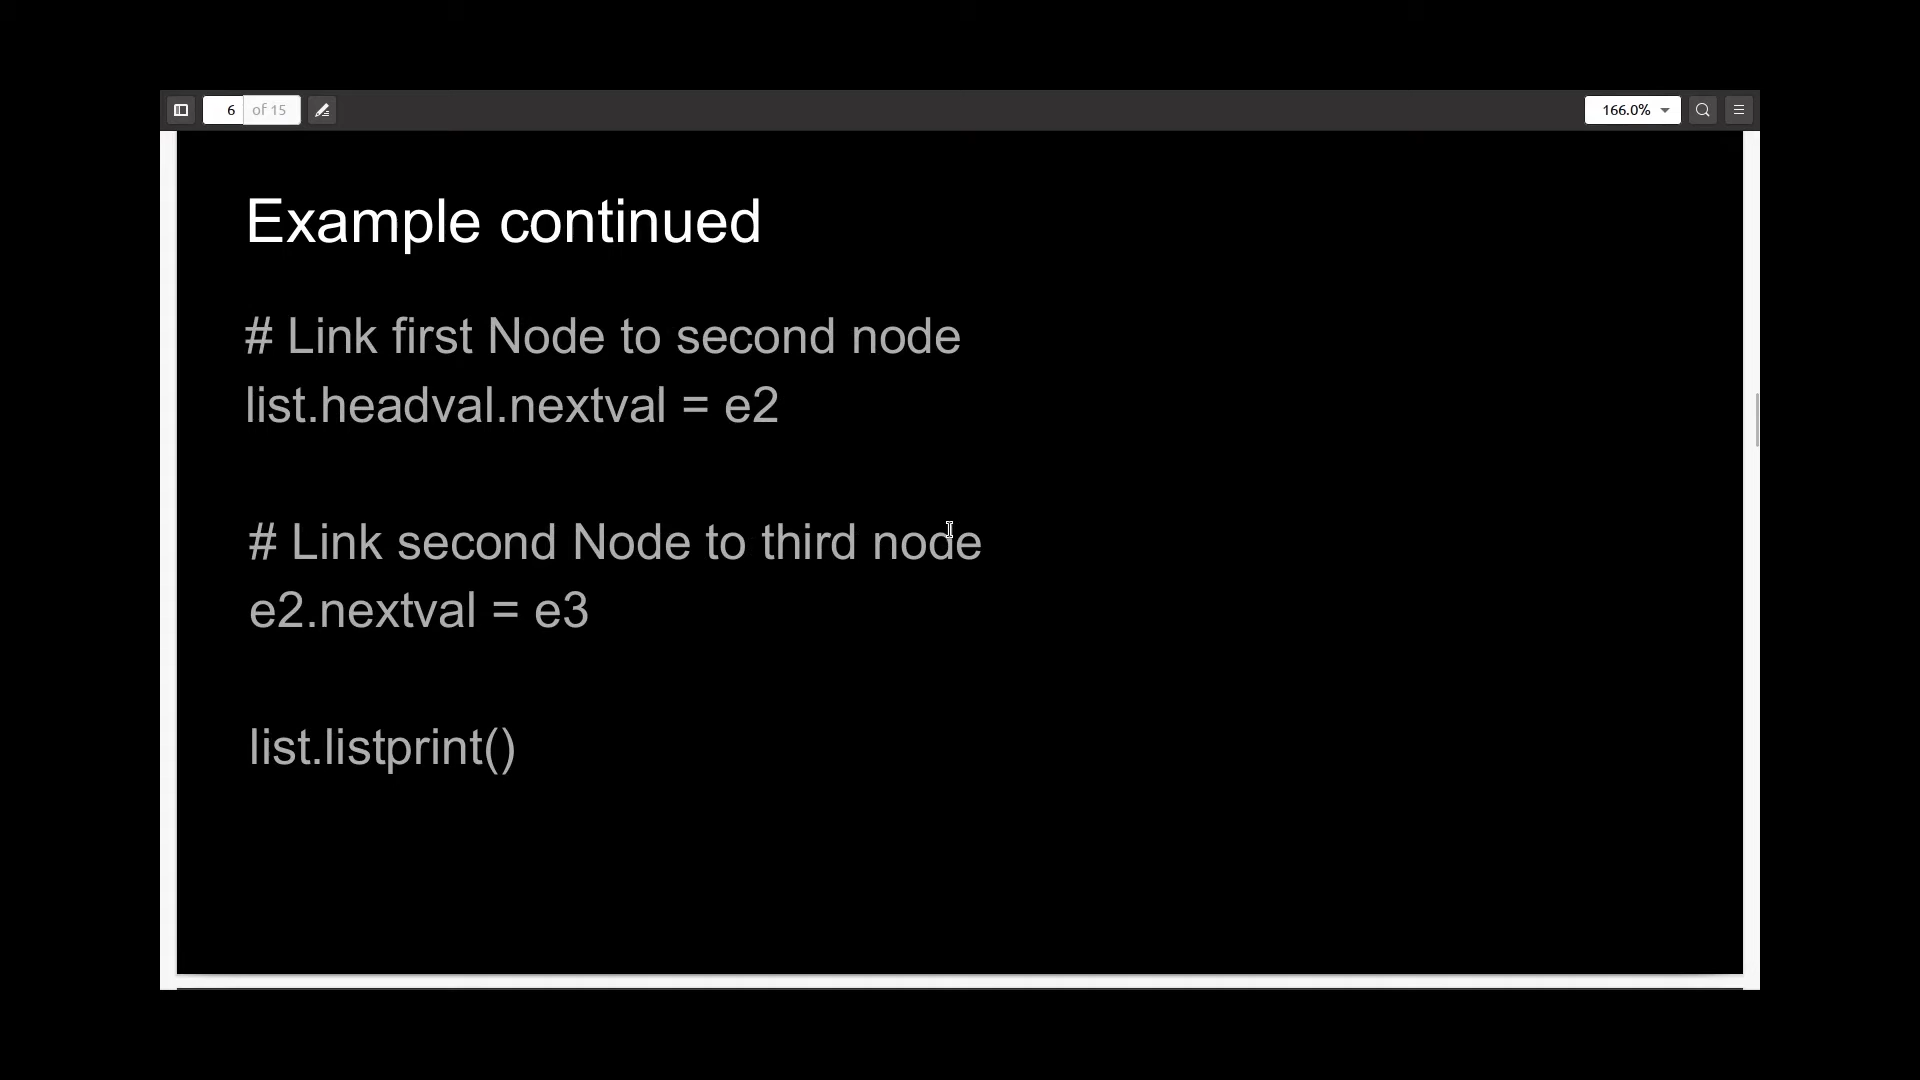 6 of 15
166.0%
Example continued
# Link first Node to second node
list.headval.nextval = e2
# Link second Node to third node
e2.nextval = e3
list.listprint()